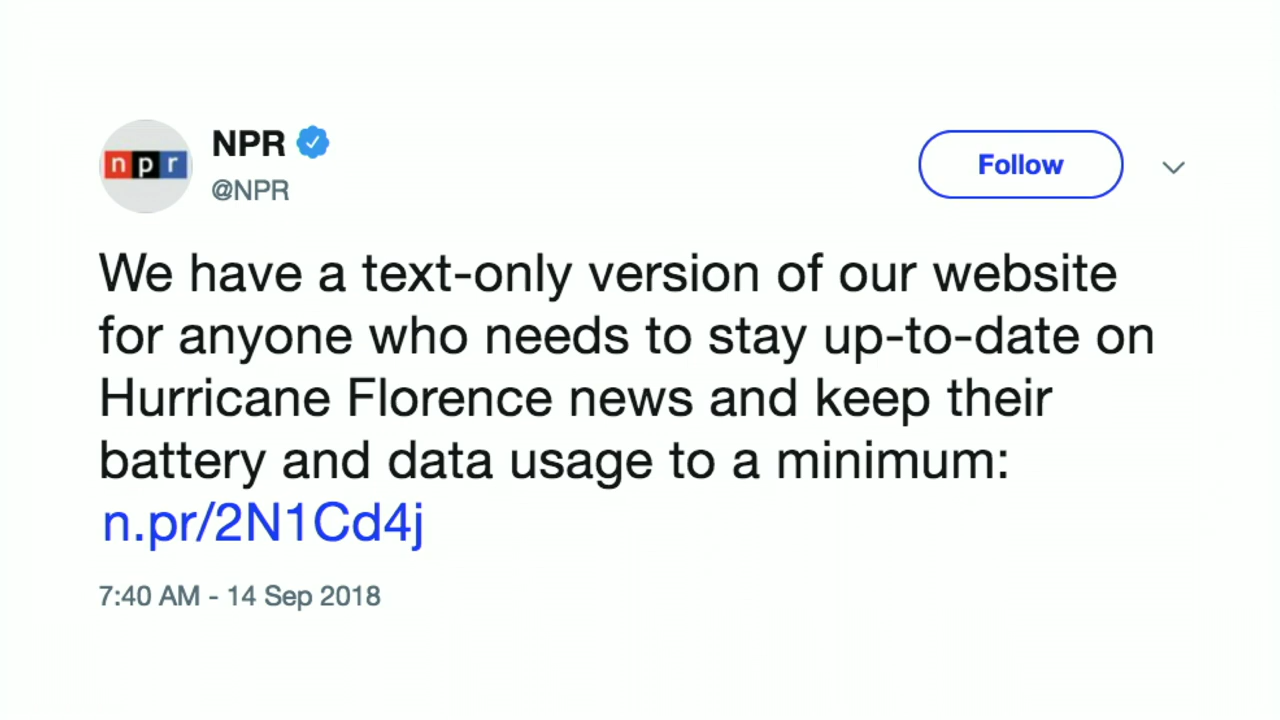 npr
NPR
@NPR
Follow
We have a text-only version of our website
for anyone who needs to stay up-to-date on
Hurricane Florence news and keep their
battery and data usage to a minimum:
n.pr/2N1Cd4j
7:40 AM - 14 Sep 2018